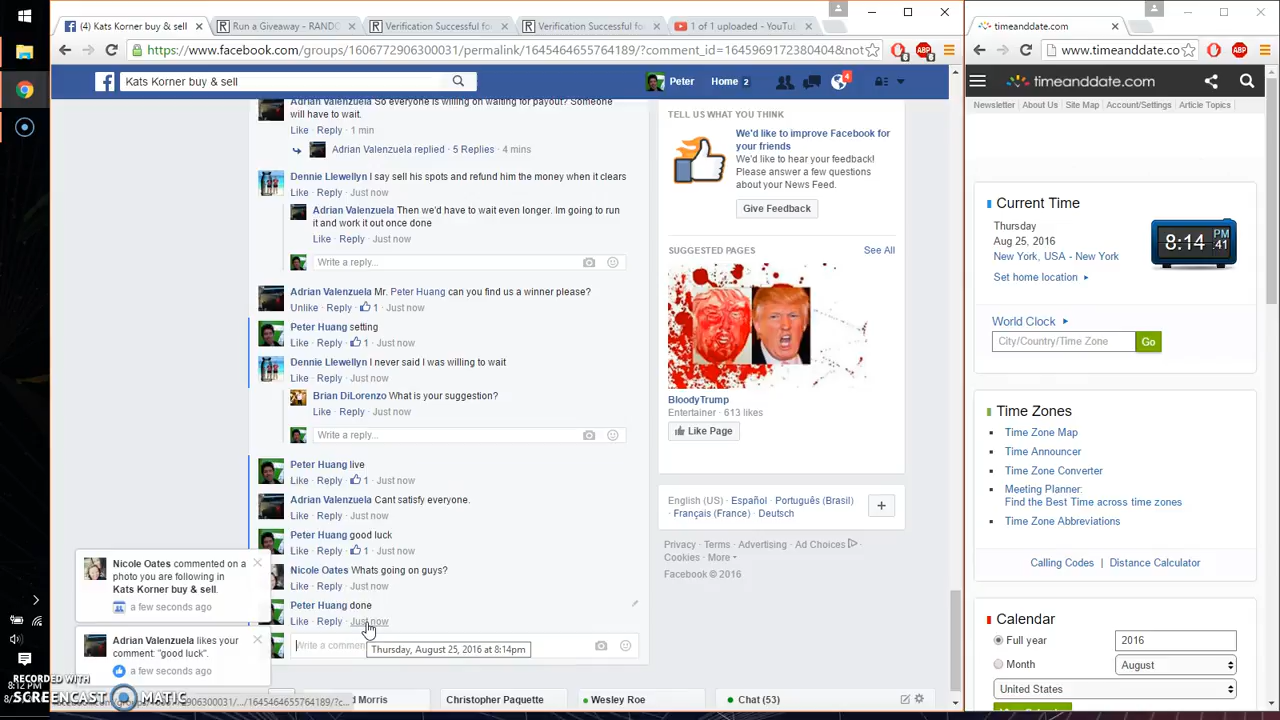 (4) Kats Korner buy & sell
Run a Giveaway - RANDO
Verification Successful fo
Verification Successful fo
1 of 1 uploaded - YouTu
timeanddate.com
https://www.facebook.com/groups/1606772906300031/permalink/1645464655764189/?comment_id=1645969172380404&not
www.timeanddate.co
Kats Korner buy & sell
Peter
Home 2
4
timeanddate.com
Newsletter
About Us
Site Map
Account/Settings
Article Topics
Adrian Valenzuela So everyone is willing on waiting for payout? Someone
will have to wait.
Like · Reply · 1 min
Adrian Valenzuela replied · 5 Replies · 4 mins
Dennie Llewellyn I say sell his spots and refund him the money when it clears
Like · Reply · Just now
Adrian Valenzuela Then we'd have to wait even longer. Im going to run
it and work it out once done
Like · Reply · Just now
Write a reply...
Adrian Valenzuela Mr. Peter Huang can you find us a winner please?
Unlike · Reply · 1 · Just now
Peter Huang setting
Like · Reply · 1 · Just now
Dennie Llewellyn I never said I was willing to wait
Like · Reply · Just now
Brian DiLorenzo What is your suggestion?
Like · Reply · Just now
Write a reply...
Peter Huang live
Like · Reply · 1 · Just now
Adrian Valenzuela Cant satisfy everyone.
Like · Reply · Just now
Peter Huang good luck
Like · Reply · 1 · Just now
Nicole Oates Whats going on guys?
Like · Reply · Just now
Peter Huang done
Like · Reply · Just now
Write a commen
Thursday, August 25, 2016 at 8:14pm
Nicole Oates commented on a
photo you are following in
Kats Korner buy & sell.
a few seconds ago
Adrian Valenzuela likes your
comment: "good luck".
a few seconds ago
TELL US WHAT YOU THINK
We'd like to improve Facebook for
your friends
We'd like to hear your feedback!
Please answer a few questions
about your News Feed.
Give Feedback
SUGGESTED PAGES
See All
BloodyTrump
Entertainer · 613 likes
Like Page
English (US) · Español · Português (Brasil) ·
Français (France) · Deutsch
Privacy · Terms · Advertising · Ad Choices ·
Cookies · More
Facebook © 2016
Morris
Christopher Paquette
Wesley Roe
Chat (53)
Current Time
Thursday
Aug 25, 2016
New York, USA - New York
Set home location
8:14 PM
41
World Clock
City/Country/Time Zone
Go
Time Zones
Time Zone Map
Time Announcer
Time Zone Converter
Meeting Planner:
Find the Best Time across time zones
Time Zone Abbreviations
Calling Codes | Distance Calculator
Calendar
Full year
2016
Month
August
United States
8:12 PM
RECORDED WITH
SCREENCAST MATIC